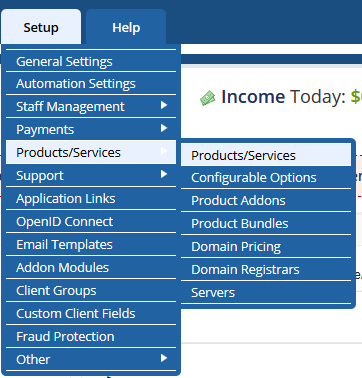 Setup
Help
General Settings
Automation Settings
Staff Management
Payments
Products/Services
Support
Application Links
OpenID Connect
Email Templates
Addon Modules
Client Groups
Custom Client Fields
Fraud Protection
Other
Income Today: $
Products/Services
Configurable Options
Product Addons
Product Bundles
Domain Pricing
Domain Registrars
Servers